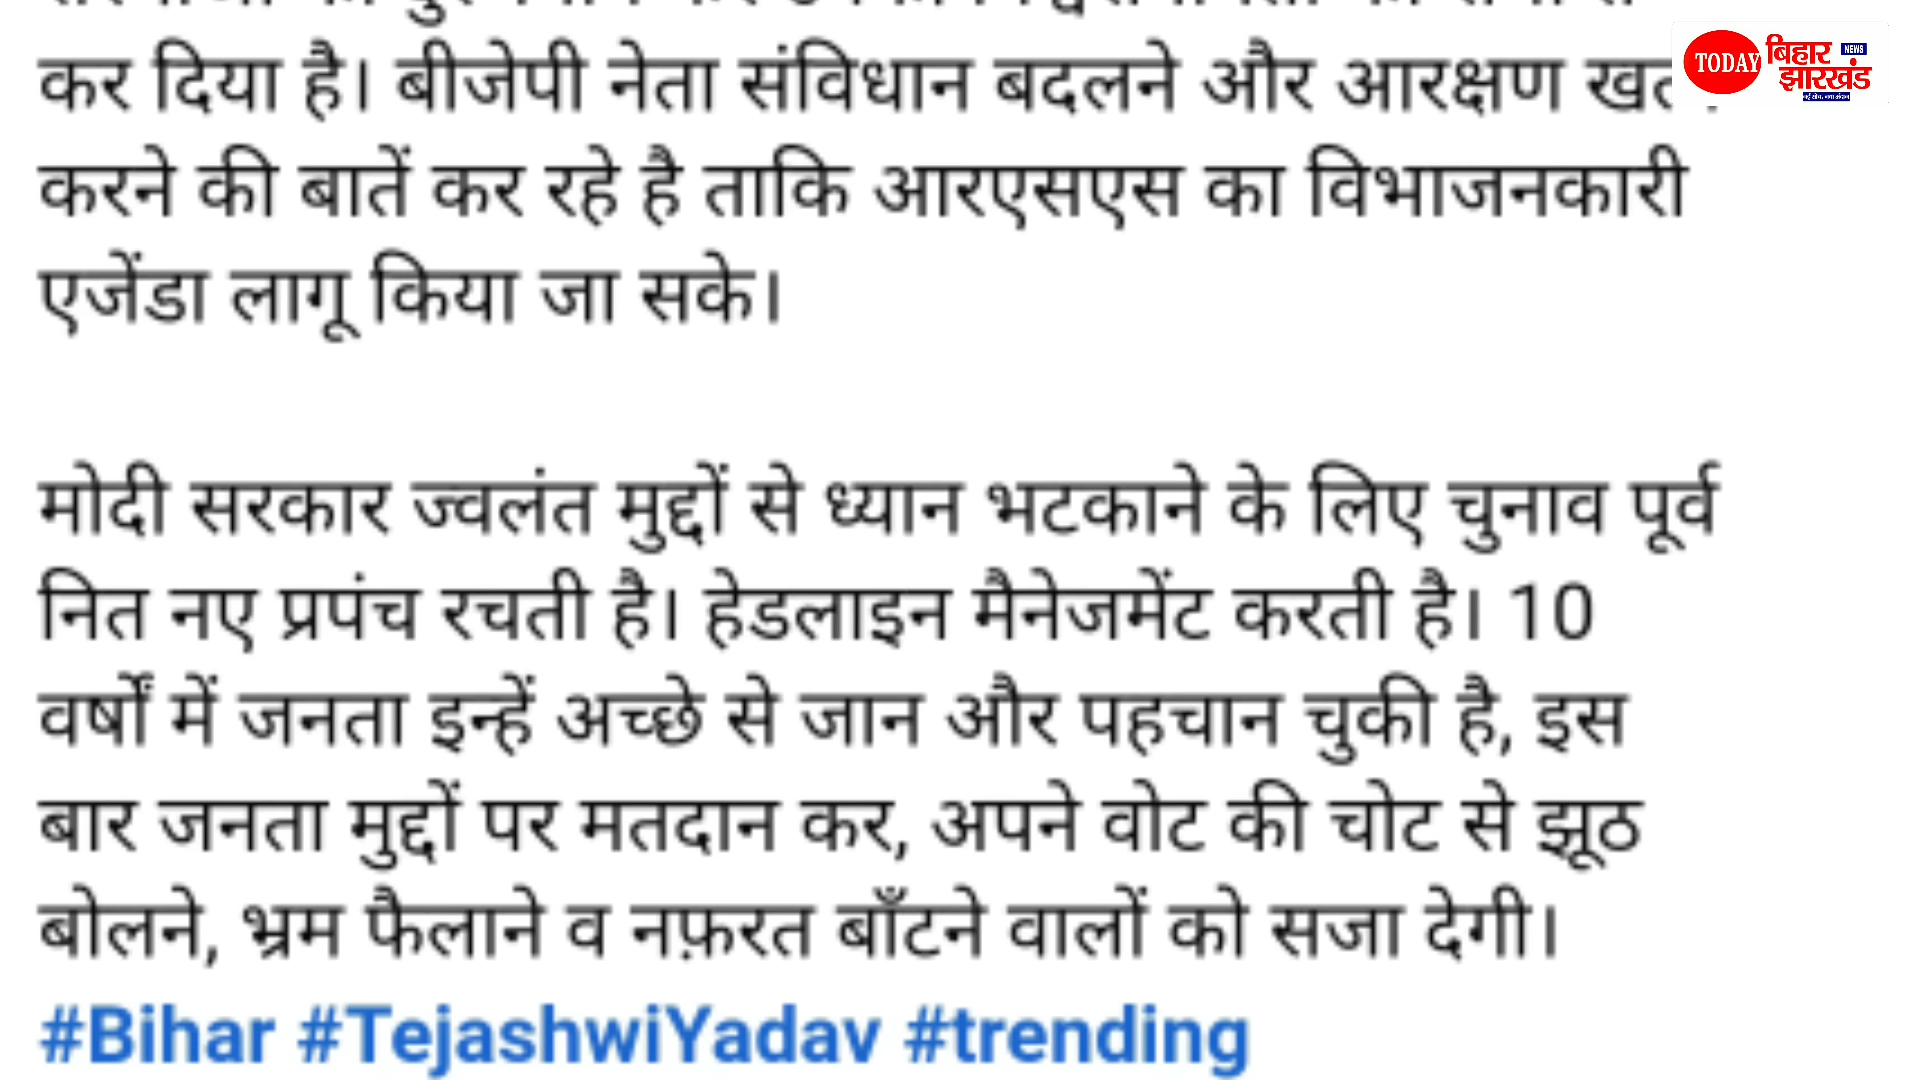 कर दिया है। बीजेपी नेता संविधान बदलने और आरक्षण
करने की बातें कर रहे है ताकि आरएसएस का विभाजनकारी
एजेंडा लागू किया जा सके।
मोदी सरकार ज्वलंत मुद्दों से ध्यान भटकाने के लिए चुनाव पूर्व
नित नए प्रपंच रचती है। हेडलाइन मैनेजमेंट करती है। 10
वर्षों में जनता इन्हें अच्छे से जान और पहचान चुकी है, इस
बार जनता मुद्दों पर मतदान कर, अपने वोट की चोट से झूठ
बोलने, भ्रम फैलाने व नफ़रत बाँटने वालों को सजा देगी।
#Bihar #TejashwiYadav #trending
TODAY
बिहार NEWS
झारखंड